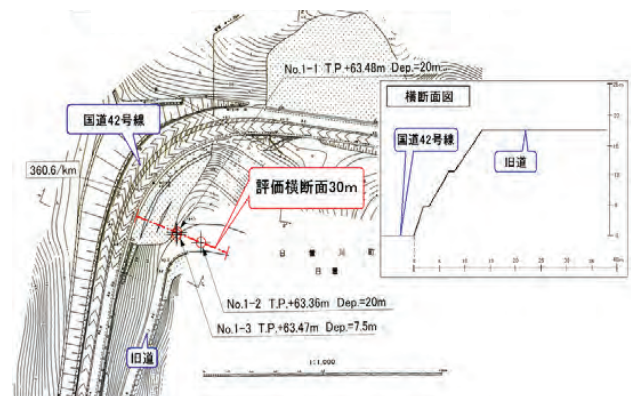 No.1-1 T.P.+63.48m Dep.=20m
国道42号線
360.6/km
評価横断面30m
No.1-2 T.P.+63.36m Dep.=20m
No.1-3 T.P.+63.47m Dep.=7.5m
旧道
1:1,000
横断面図
国道42号線
旧道